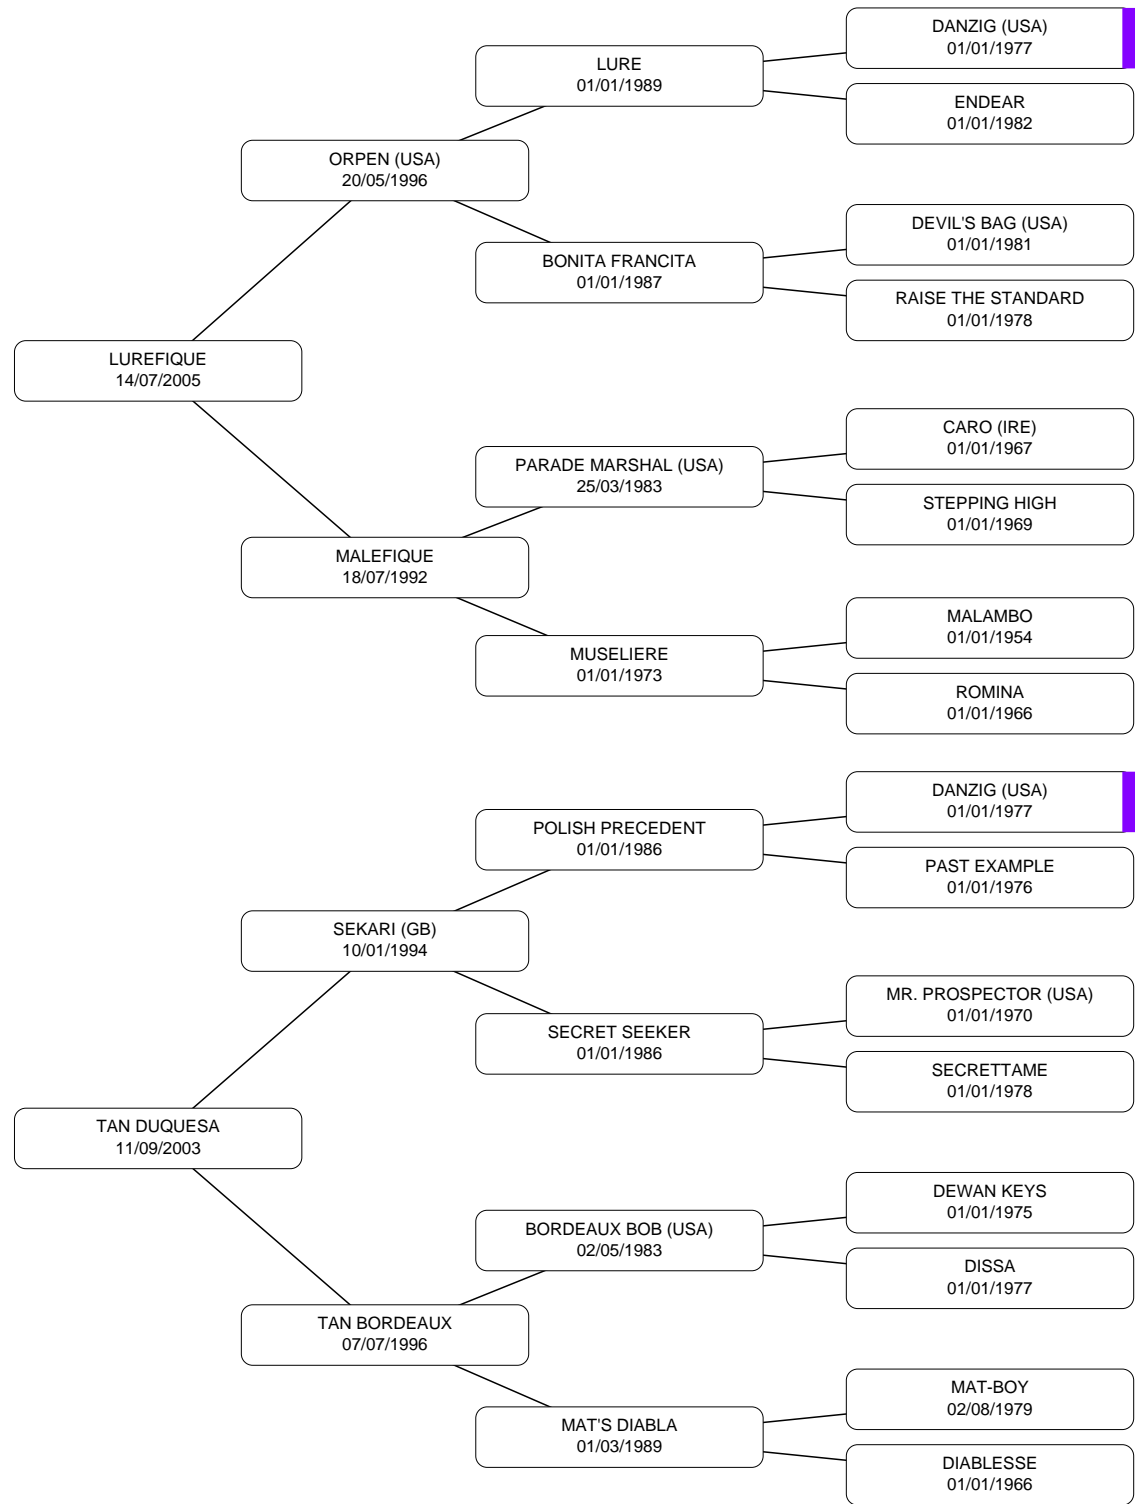 DANZIG (USA)
01/01/1977
LURE
01/01/1989
ENDEAR
01/01/1982
ORPEN (USA)
20/05/1996
DEVIL'S BAG (USA)
01/01/1981
BONITA FRANCITA
01/01/1987
RAISE THE STANDARD
01/01/1978
LUREFIQUE
14/07/2005
CARO (IRE)
01/01/1967
PARADE MARSHAL (USA)
25/03/1983
STEPPING HIGH
01/01/1969
MALEFIQUE
18/07/1992
MALAMBO
01/01/1954
MUSELIERE
01/01/1973
ROMINA
01/01/1966
DANZIG (USA)
01/01/1977
POLISH PRECEDENT
01/01/1986
PAST EXAMPLE
01/01/1976
SEKARI (GB)
10/01/1994
MR. PROSPECTOR (USA)
01/01/1970
SECRET SEEKER
01/01/1986
SECRETTAME
01/01/1978
TAN DUQUESA
11/09/2003
DEWAN KEYS
01/01/1975
BORDEAUX BOB (USA)
02/05/1983
DISSA
01/01/1977
TAN BORDEAUX
07/07/1996
MAT-BOY
02/08/1979
MAT'S DIABLA
01/03/1989
DIABLESSE
01/01/1966